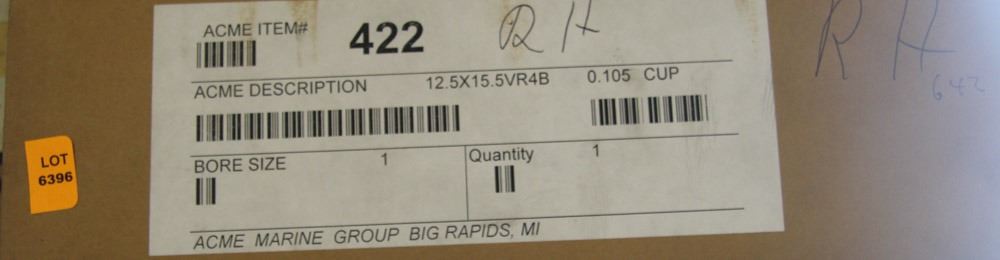 ACME ITEM# 422 RH
ACME DESCRIPTION 12.5X15.5VR4B 0.105 CUP
BORE SIZE 1 Quantity 1
ACME MARINE GROUP BIG RAPIDS, MI
LOT
6396
RH
642